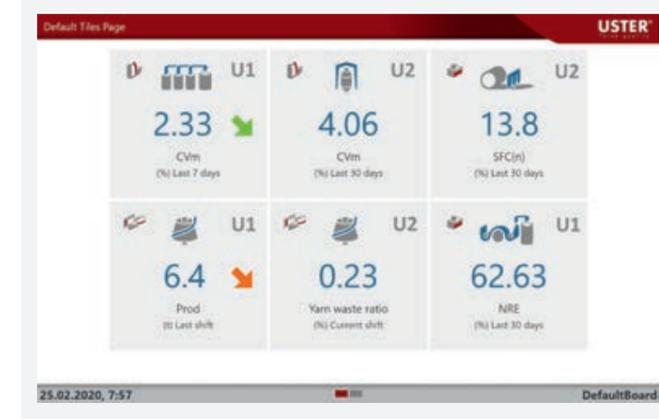 Default Tiles Page
USTER
U1
2.33
CVm
(%) Last 7 days
U2
4.06
CVm
(%) Last 30 days
U2
13.8
SFC(n)
(%) Last 30 days
U1
6.4
Prod
(t) Last shift
U2
0.23
Yarn waste ratio
(%) Current shift
U1
62.63
NRE
(%) Last 30 days
25.02.2020, 7:57
DefaultBoard